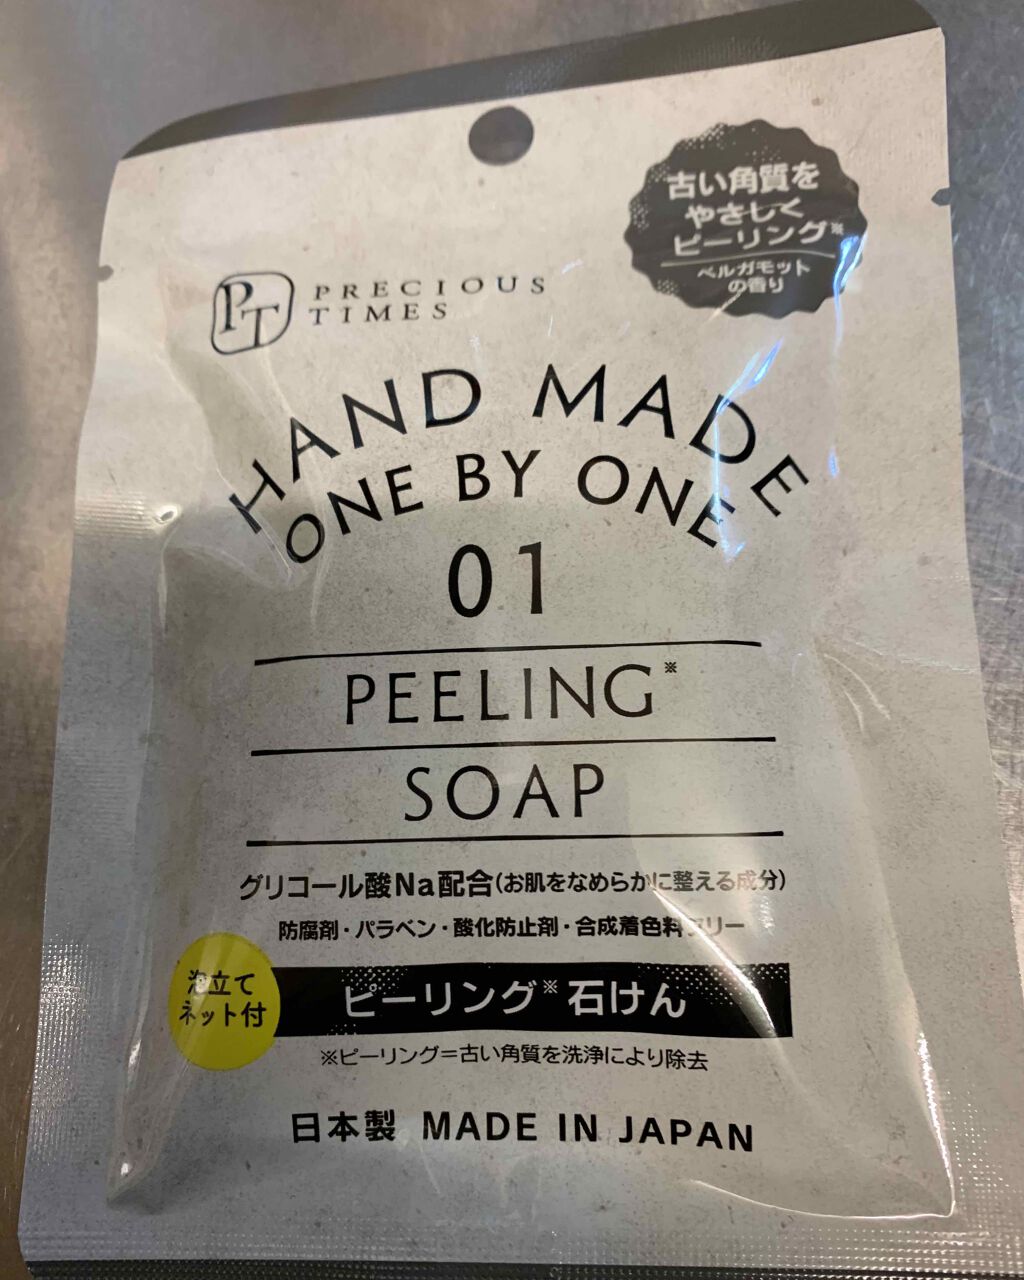 古い角質を
やさしく
ピーリング※
ベルガモット
の香り
PT
PRECIOUS
TIMES
HAND MADE
ONE BY ONE
01
PEELING※
SOAP
グリコール酸Na配合(お肌をなめらかに整える成分)
防腐剤・パラベン・酸化防止剤・合成着色料フリー
泡立て
ネット付
ピーリング※石けん
※ピーリング=古い角質を洗浄により除去
日本製 MADE IN JAPAN